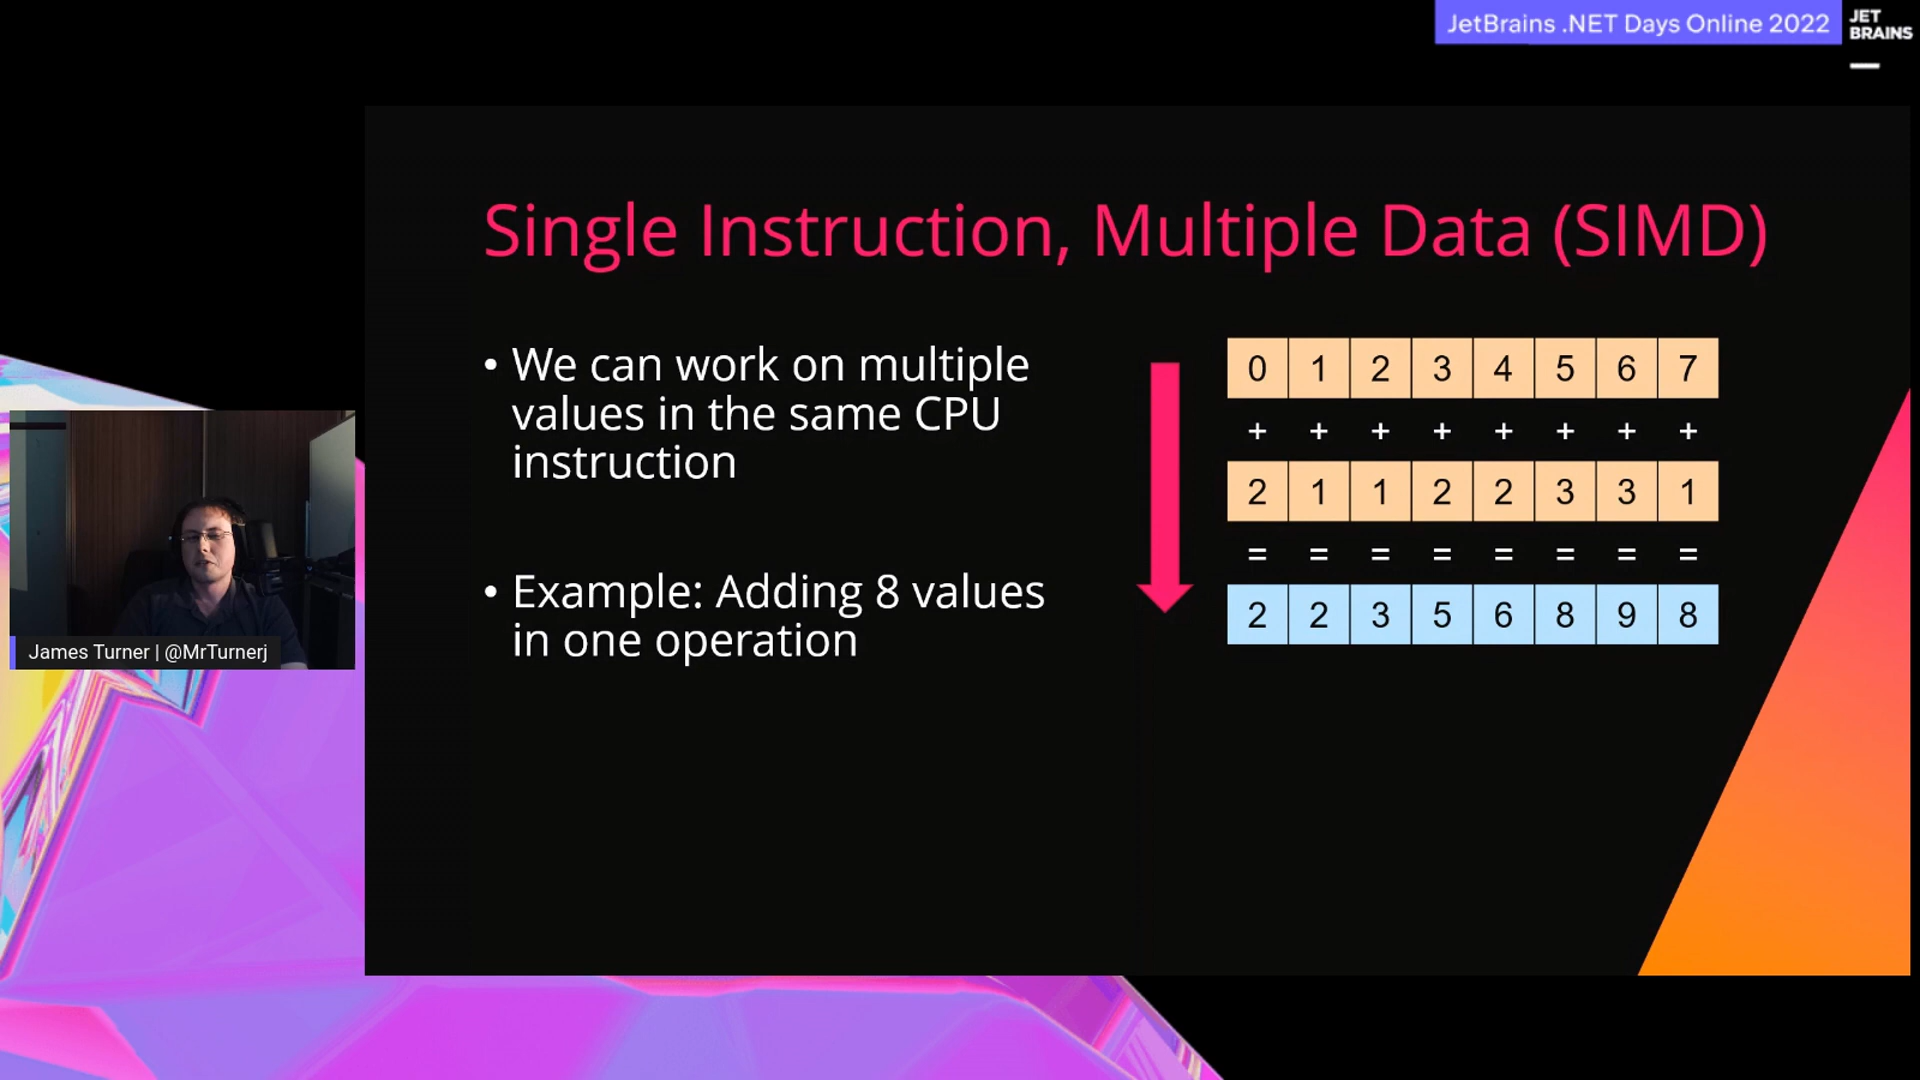 JetBrains .NET Days Online 2022
JET
BRAINS
Single Instruction, Multiple Data (SIMD)
• We can work on multiple
values in the same CPU
instruction
• Example: Adding 8 values
in one operation
0 1 2 3 4 5 6 7
+ + + + + + + +
2 1 1 2 2 3 3 1
= = = = = = = =
2 2 3 5 6 8 9 8
James Turner | @MrTurnerj